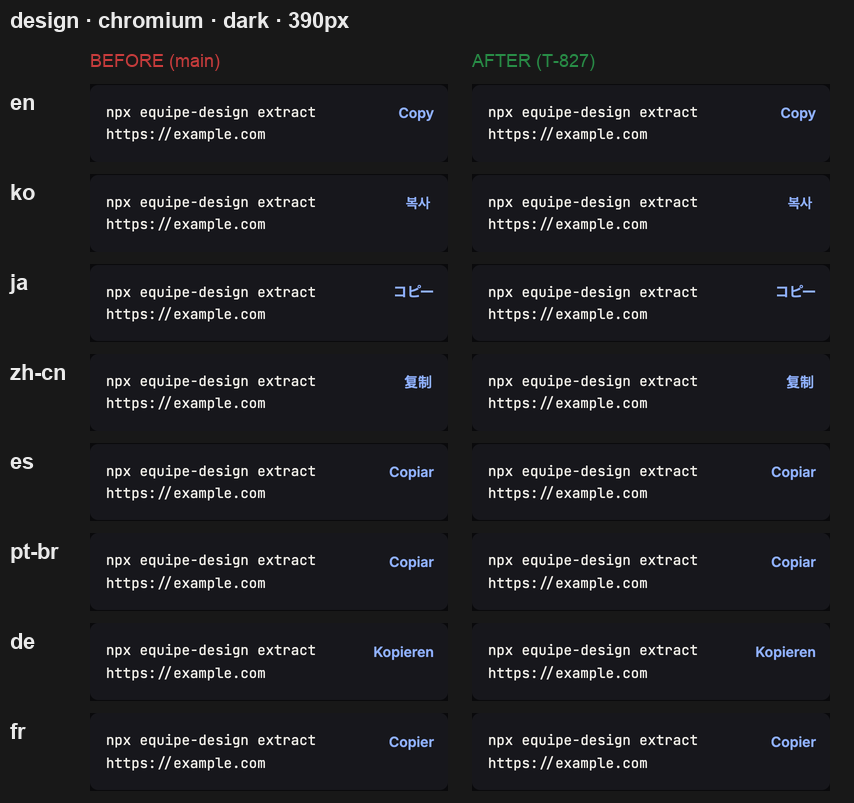 design · chromium · dark · 390px
BEFORE (main) AFTER (T-827)
en
npx equipe-design extract Copy npx equipe-design extract Copy
https://example.com https://example.com
ko
npx equipe-design extract 복사 npx equipe-design extract 복사
https://example.com https://example.com
ja
npx equipe-design extract コピー npx equipe-design extract コピー
https://example.com https://example.com
zh-cn
npx equipe-design extract 复制 npx equipe-design extract 复制
https://example.com https://example.com
es
npx equipe-design extract Copiar npx equipe-design extract Copiar
https://example.com https://example.com
pt-br
npx equipe-design extract Copiar npx equipe-design extract Copiar
https://example.com https://example.com
de
npx equipe-design extract Kopieren npx equipe-design extract Kopieren
https://example.com https://example.com
fr
npx equipe-design extract Copier npx equipe-design extract Copier
https://example.com https://example.com